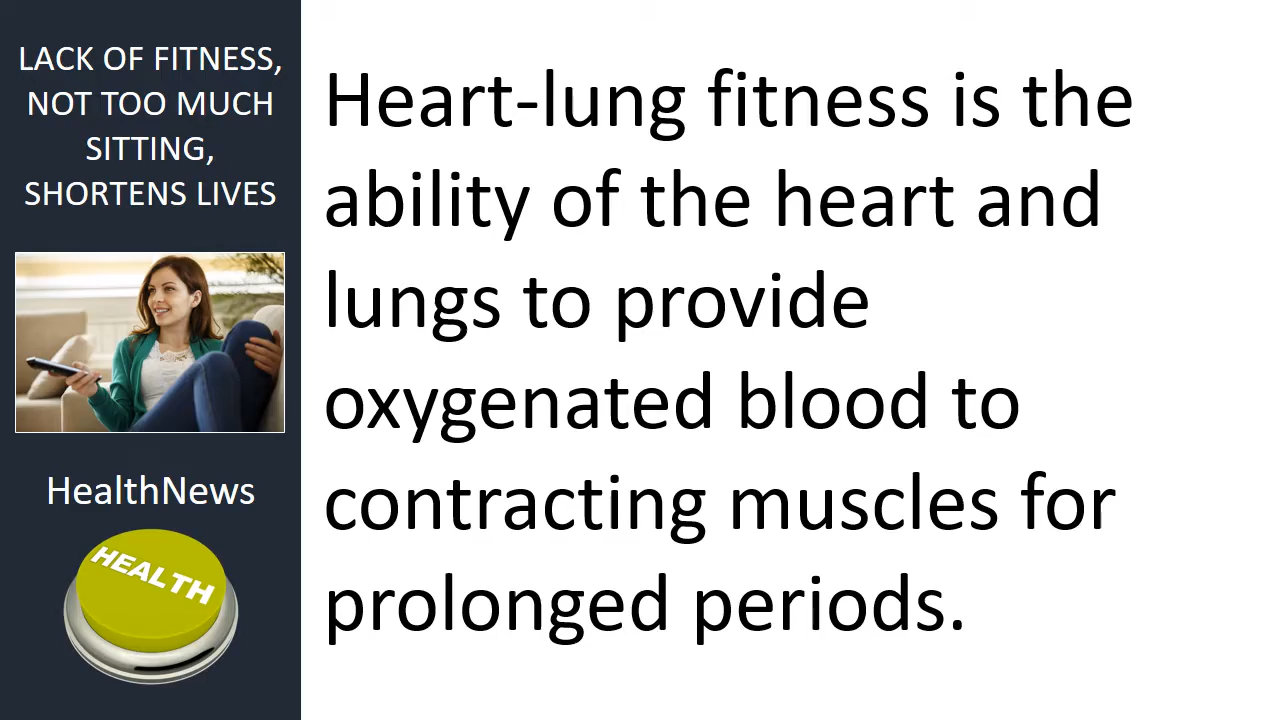 LACK OF FITNESS,
NOT TOO MUCH
SITTING,
SHORTENS LIVES
HealthNews
HEALTH
Heart-lung fitness is the
ability of the heart and
lungs to provide
oxygenated blood to
contracting muscles for
prolonged periods.